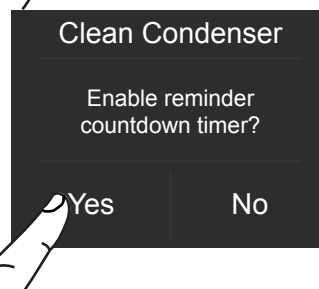 Clean Condenser
Enable reminder
countdown timer?
Yes
No